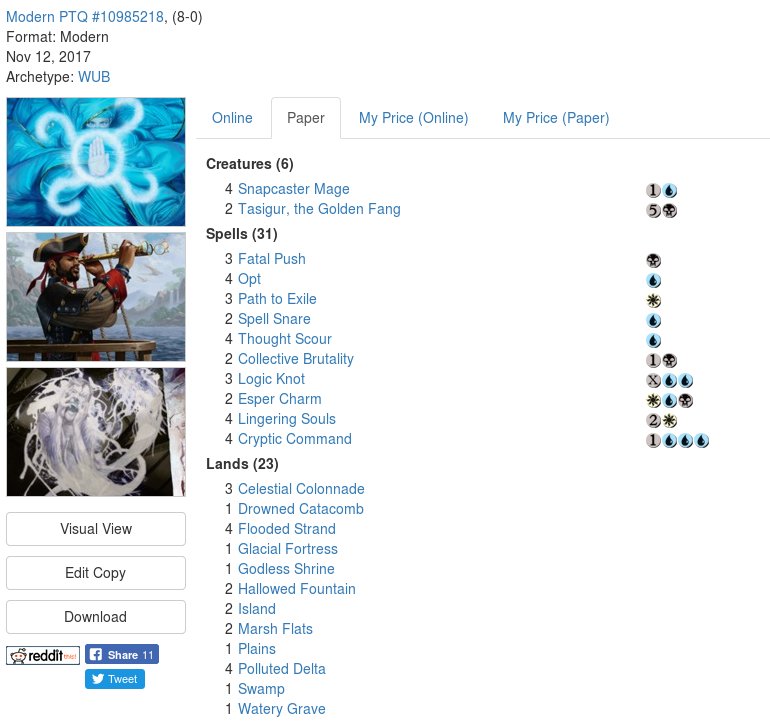 Modern PTQ #10985218, (8-0)
Format: Modern
Nov 12, 2017
Archetype: WUB
Online Paper My Price (Online) My Price (Paper)
Creatures (6)
4 Snapcaster Mage 1
2 Tasigur, the Golden Fang 5
Spells (31)
3 Fatal Push
4 Opt
3 Path to Exile
2 Spell Snare
4 Thought Scour
2 Collective Brutality 1
3 Logic Knot X
2 Esper Charm
4 Lingering Souls 2
4 Cryptic Command 1
Lands (23)
3 Celestial Colonnade
1 Drowned Catacomb
4 Flooded Strand
1 Glacial Fortress
1 Godless Shrine
2 Hallowed Fountain
2 Island
2 Marsh Flats
1 Plains
4 Polluted Delta
1 Swamp
1 Watery Grave
Visual View
Edit Copy
Download
reddit this!
Share 11
Tweet